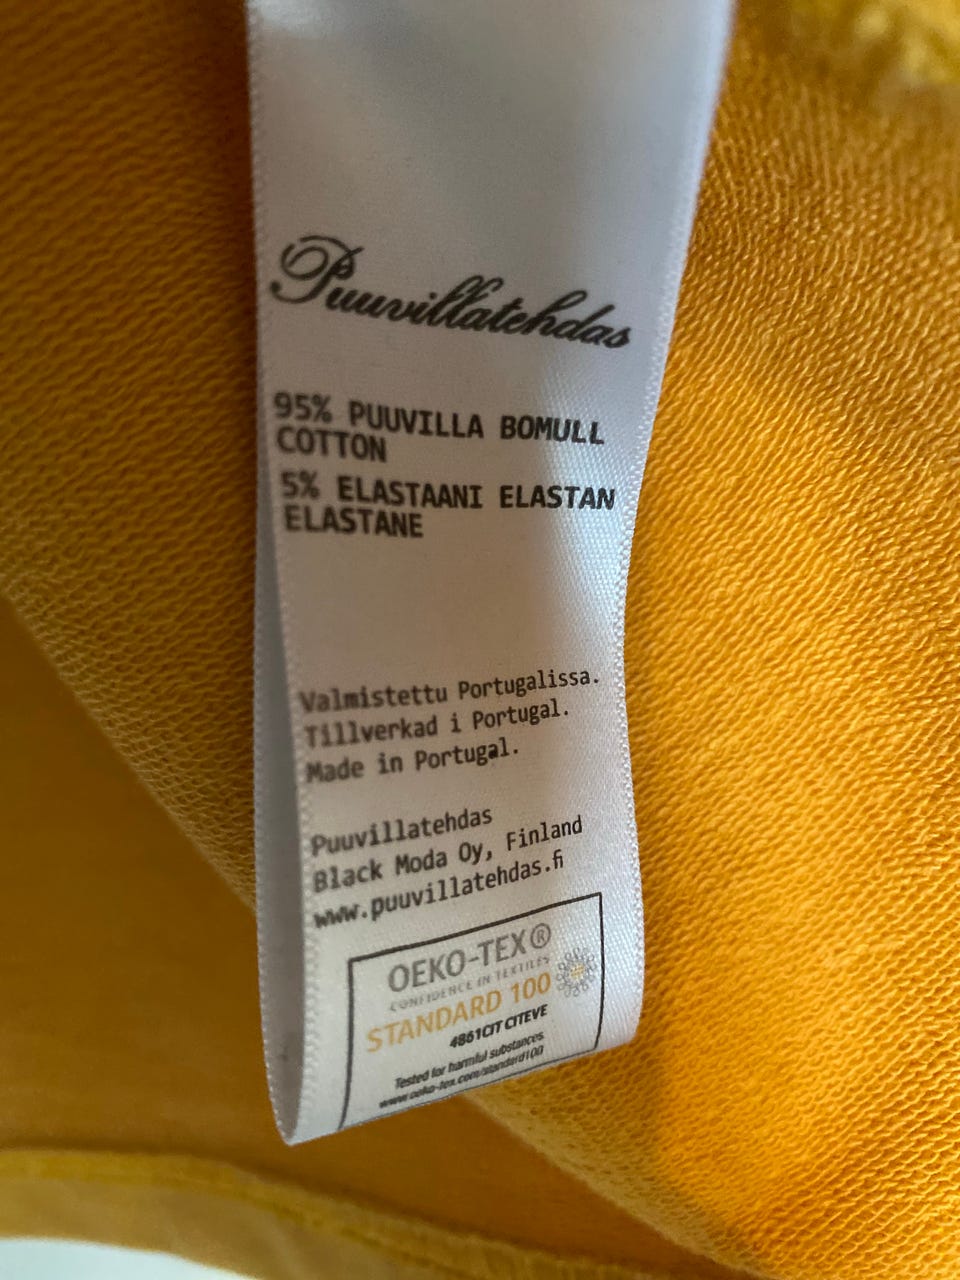 Puuvillatehdas
95% PUUVILLA BOMULL
COTTON
5% ELASTAANI ELASTAN
ELASTANE
Valmistettu Portugalissa.
Tillverkad i Portugal.
Made in Portugal.
Puuvillatehdas
Black Moda Oy, Finland
www.puuvillatehdas.fi
OEKO-TEX®
CONFIDENCE IN TEXTILES
STANDARD 100
4861CIT CITEVE
Tested for harmful substances
www.oeko-tex.com/standard100